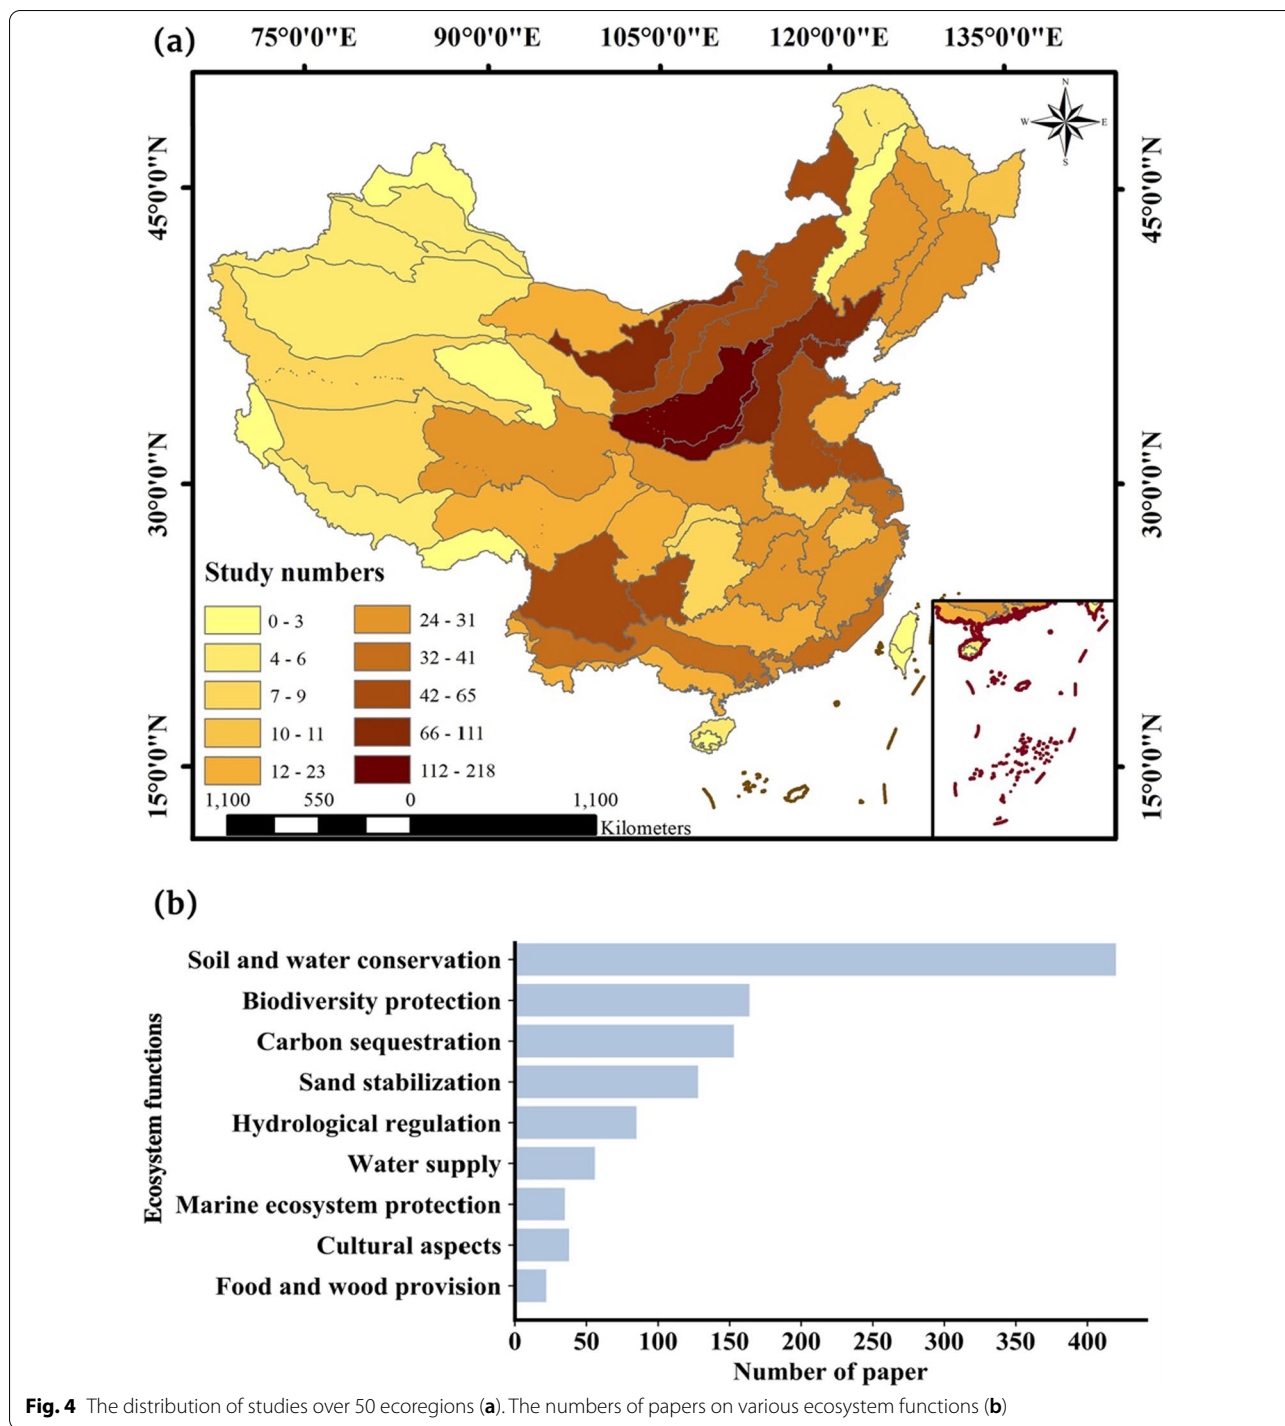 (a)
75°0'0"E 90°0'0"E 105°0'0"E 120°0'0"E 135°0'0"E
N
W E
S
45°0'0"N
45°0'0"N
30°0'0"N
30°0'0"N
15°0'0"N
15°0'0"N
Study numbers
0 - 3
24 - 31
4 - 6
32 - 41
7 - 9
42 - 65
10 - 11
66 - 111
12 - 23
112 - 218
1,100 550 0 1,100
Kilometers
(b)
Ecosystem functions
Soil and water conservation
Biodiversity protection
Carbon sequestration
Sand stabilization
Hydrological regulation
Water supply
Marine ecosystem protection
Cultural aspects
Food and wood provision
0 50 100 150 200 250 300 350 400
Number of paper
Fig. 4 The distribution of studies over 50 ecoregions (a). The numbers of papers on various ecosystem functions (b)